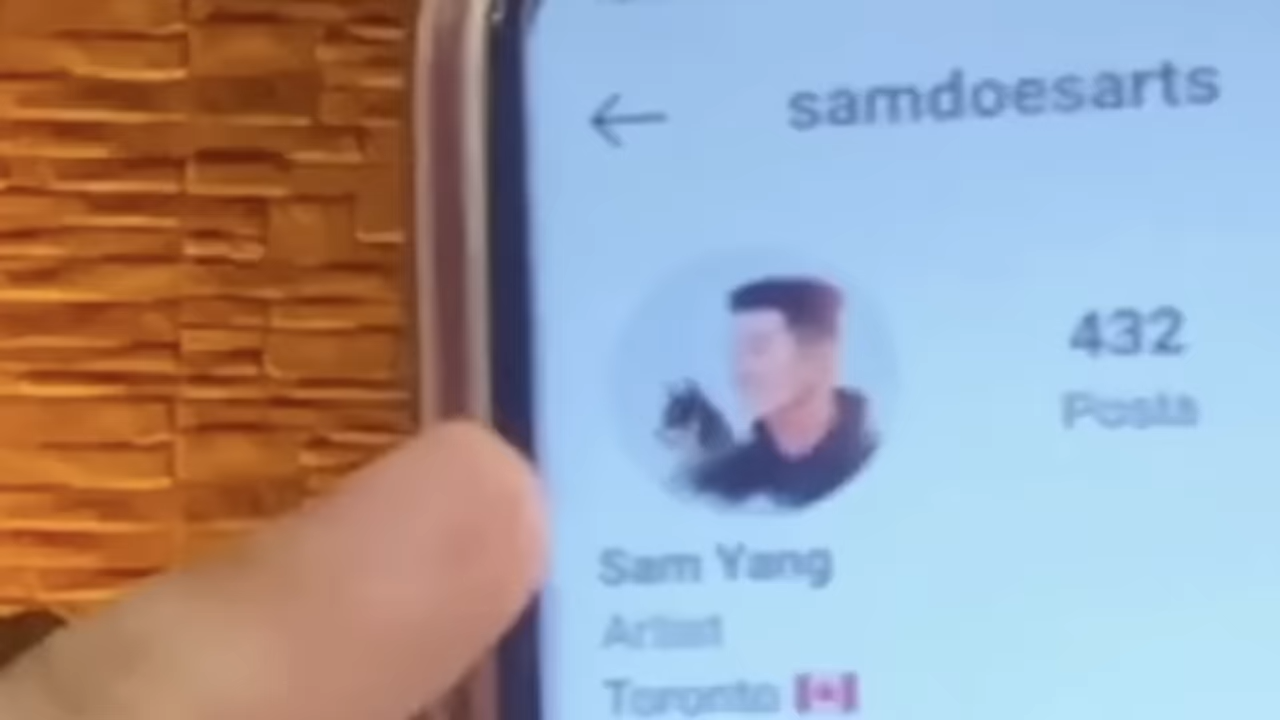 samdoesarts
432
Posts
Sam Yang
Artist
Toronto 🇨🇦